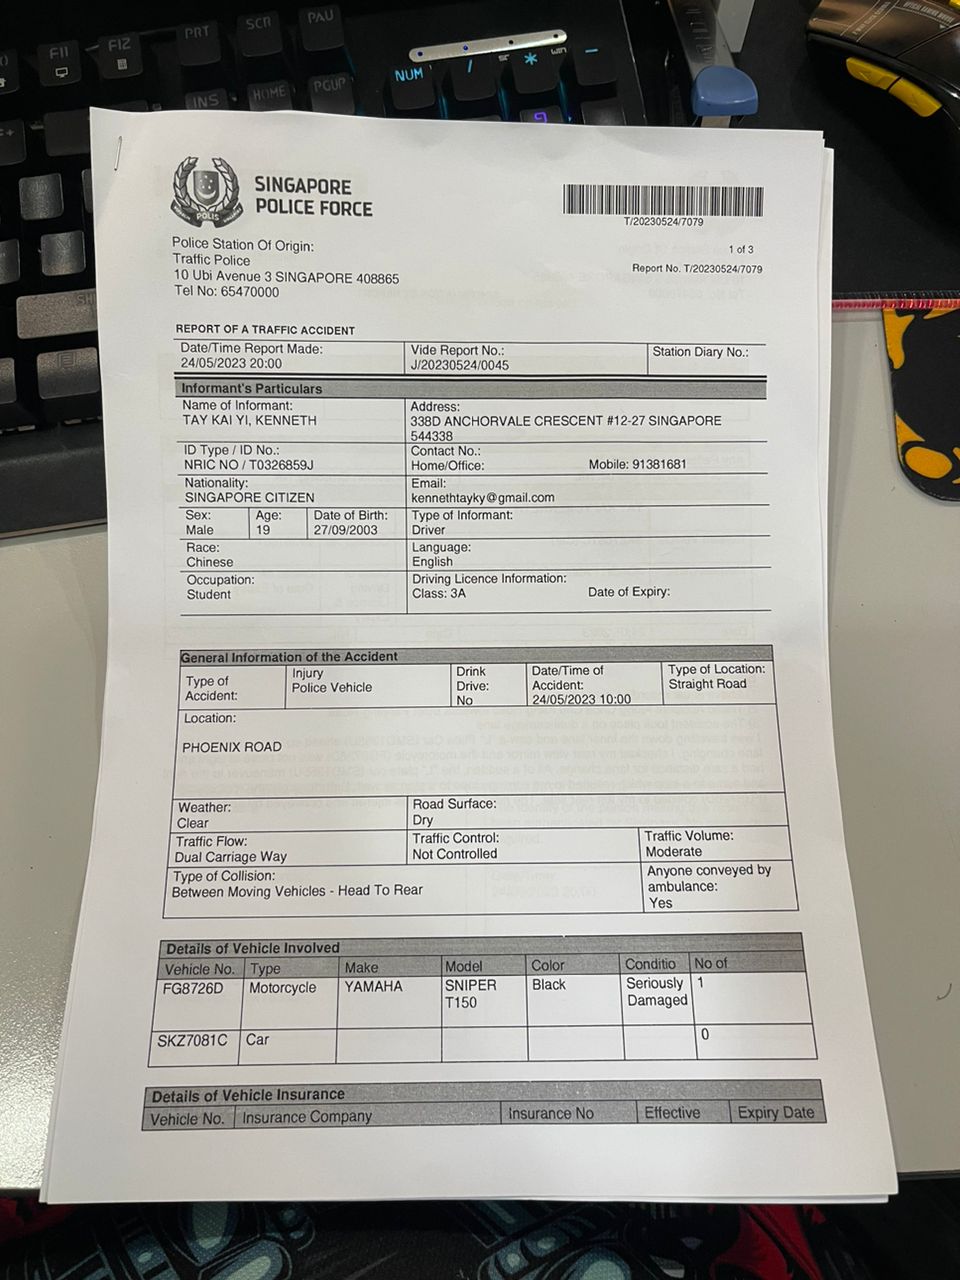 F11
F12
PRT
SCR
PAU
INS
HOME
PGUP
NUM
/
*
-
SINGAPORE
POLICE FORCE
POLIS
T/20230524/7079
Police Station Of Origin:
Traffic Police
10 Ubi Avenue 3 SINGAPORE 408865
Tel No: 65470000
1 of 3
Report No. T/20230524/7079
REPORT OF A TRAFFIC ACCIDENT
Date/Time Report Made: Vide Report No.: Station Diary No.:
24/05/2023 20:00 J/20230524/0045
Informant's Particulars
Name of Informant: Address:
TAY KAI YI, KENNETH 338D ANCHORVALE CRESCENT #12-27 SINGAPORE
544338
ID Type / ID No.: Contact No.:
NRIC NO / T0326859J Home/Office: Mobile: 91381681
Nationality: Email:
SINGAPORE CITIZEN kennethtayky@gmail.com
Sex: Age: Date of Birth: Type of Informant:
Male 19 27/09/2003 Driver
Race: Language:
Chinese English
Occupation: Driving Licence Information:
Student Class: 3A Date of Expiry:
General Information of the Accident
Type of Accident: Injury Police Vehicle
Drink Drive: No
Date/Time of Accident: 24/05/2023 10:00
Type of Location: Straight Road
Location:
PHOENIX ROAD
Weather: Road Surface:
Clear Dry
Traffic Flow: Traffic Control: Traffic Volume:
Dual Carriage Way Not Controlled Moderate
Type of Collision: Anyone conveyed by
Between Moving Vehicles - Head To Rear ambulance:
Yes
Details of Vehicle Involved
Vehicle No. Type Make Model Color Conditio No of
FG8726D Motorcycle YAMAHA SNIPER Black Seriously 1
T150 Damaged
SKZ7081C Car 0
Details of Vehicle Insurance
Vehicle No. Insurance Company Insurance No Effective Expiry Date